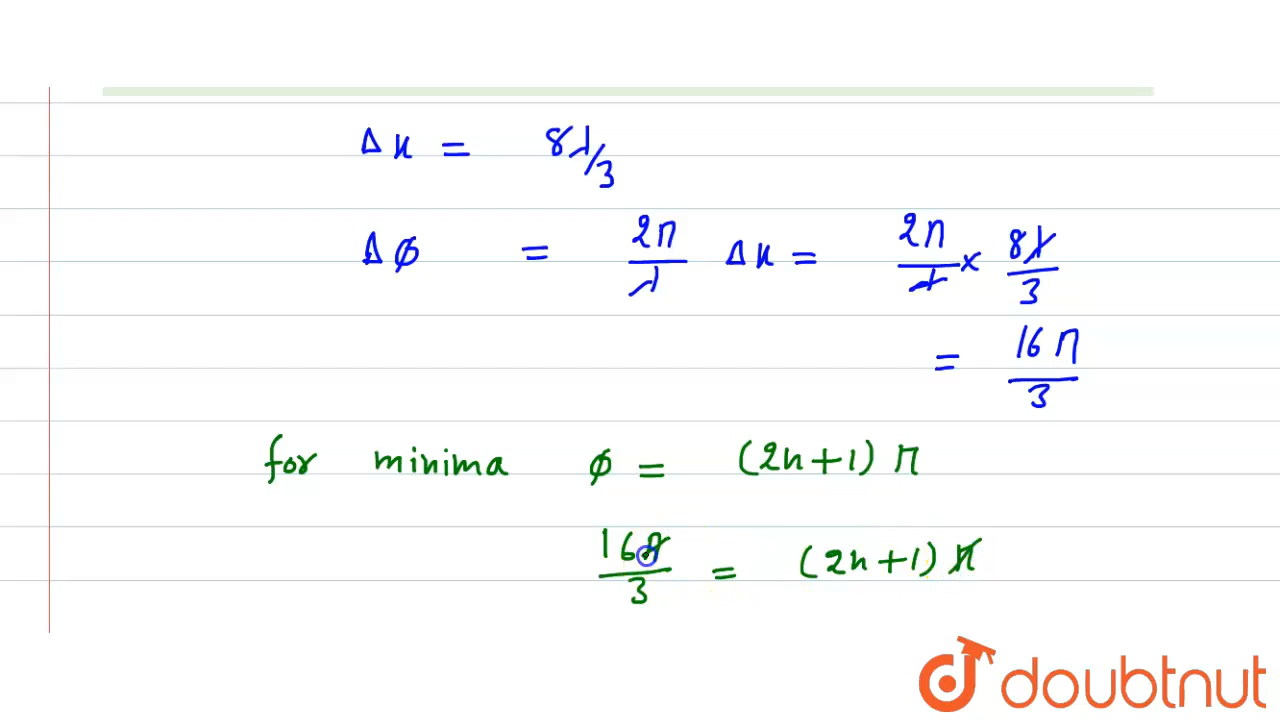 Δx = 8λ/3
Δφ = 2π/λ Δx = 2π/λ × 8λ/3
= 16π/3
for minima φ = (2n+1) π
16π/3 = (2n+1) π
doubtnut